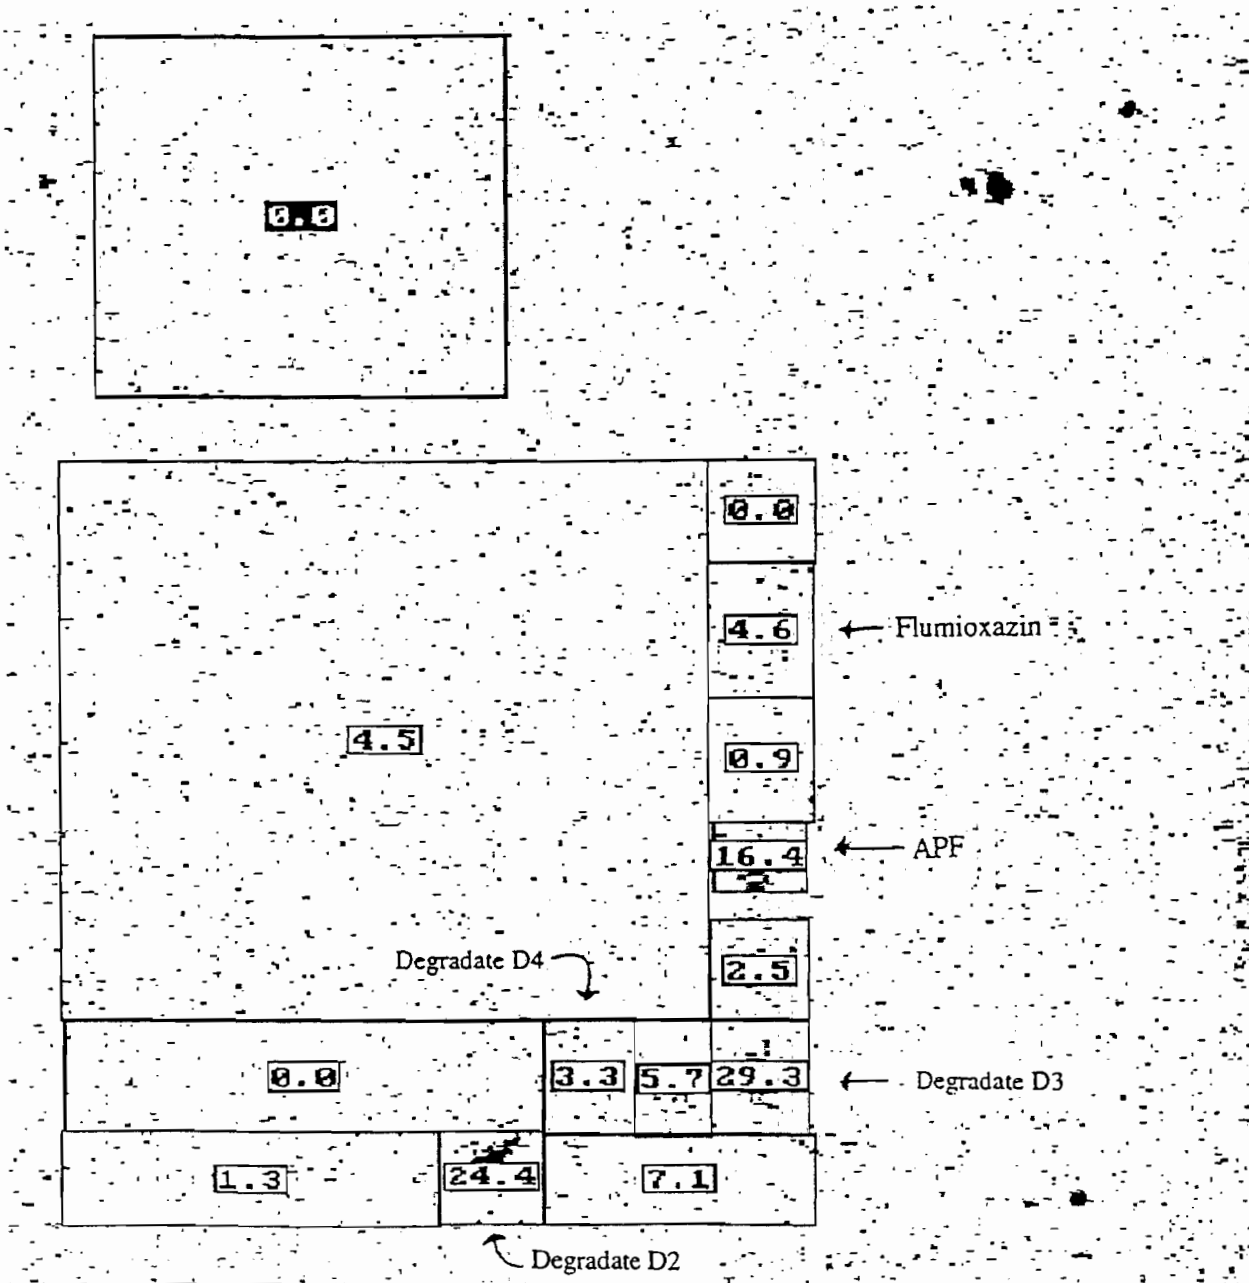 0.0
0.0
4.6 Flumioxazin
4.5
0.9
16.4 APF
Degradate D4
2.5
0.0 3.3 5.7 29.3 Degradate D3
1.3 24.4 7.1
Degradate D2